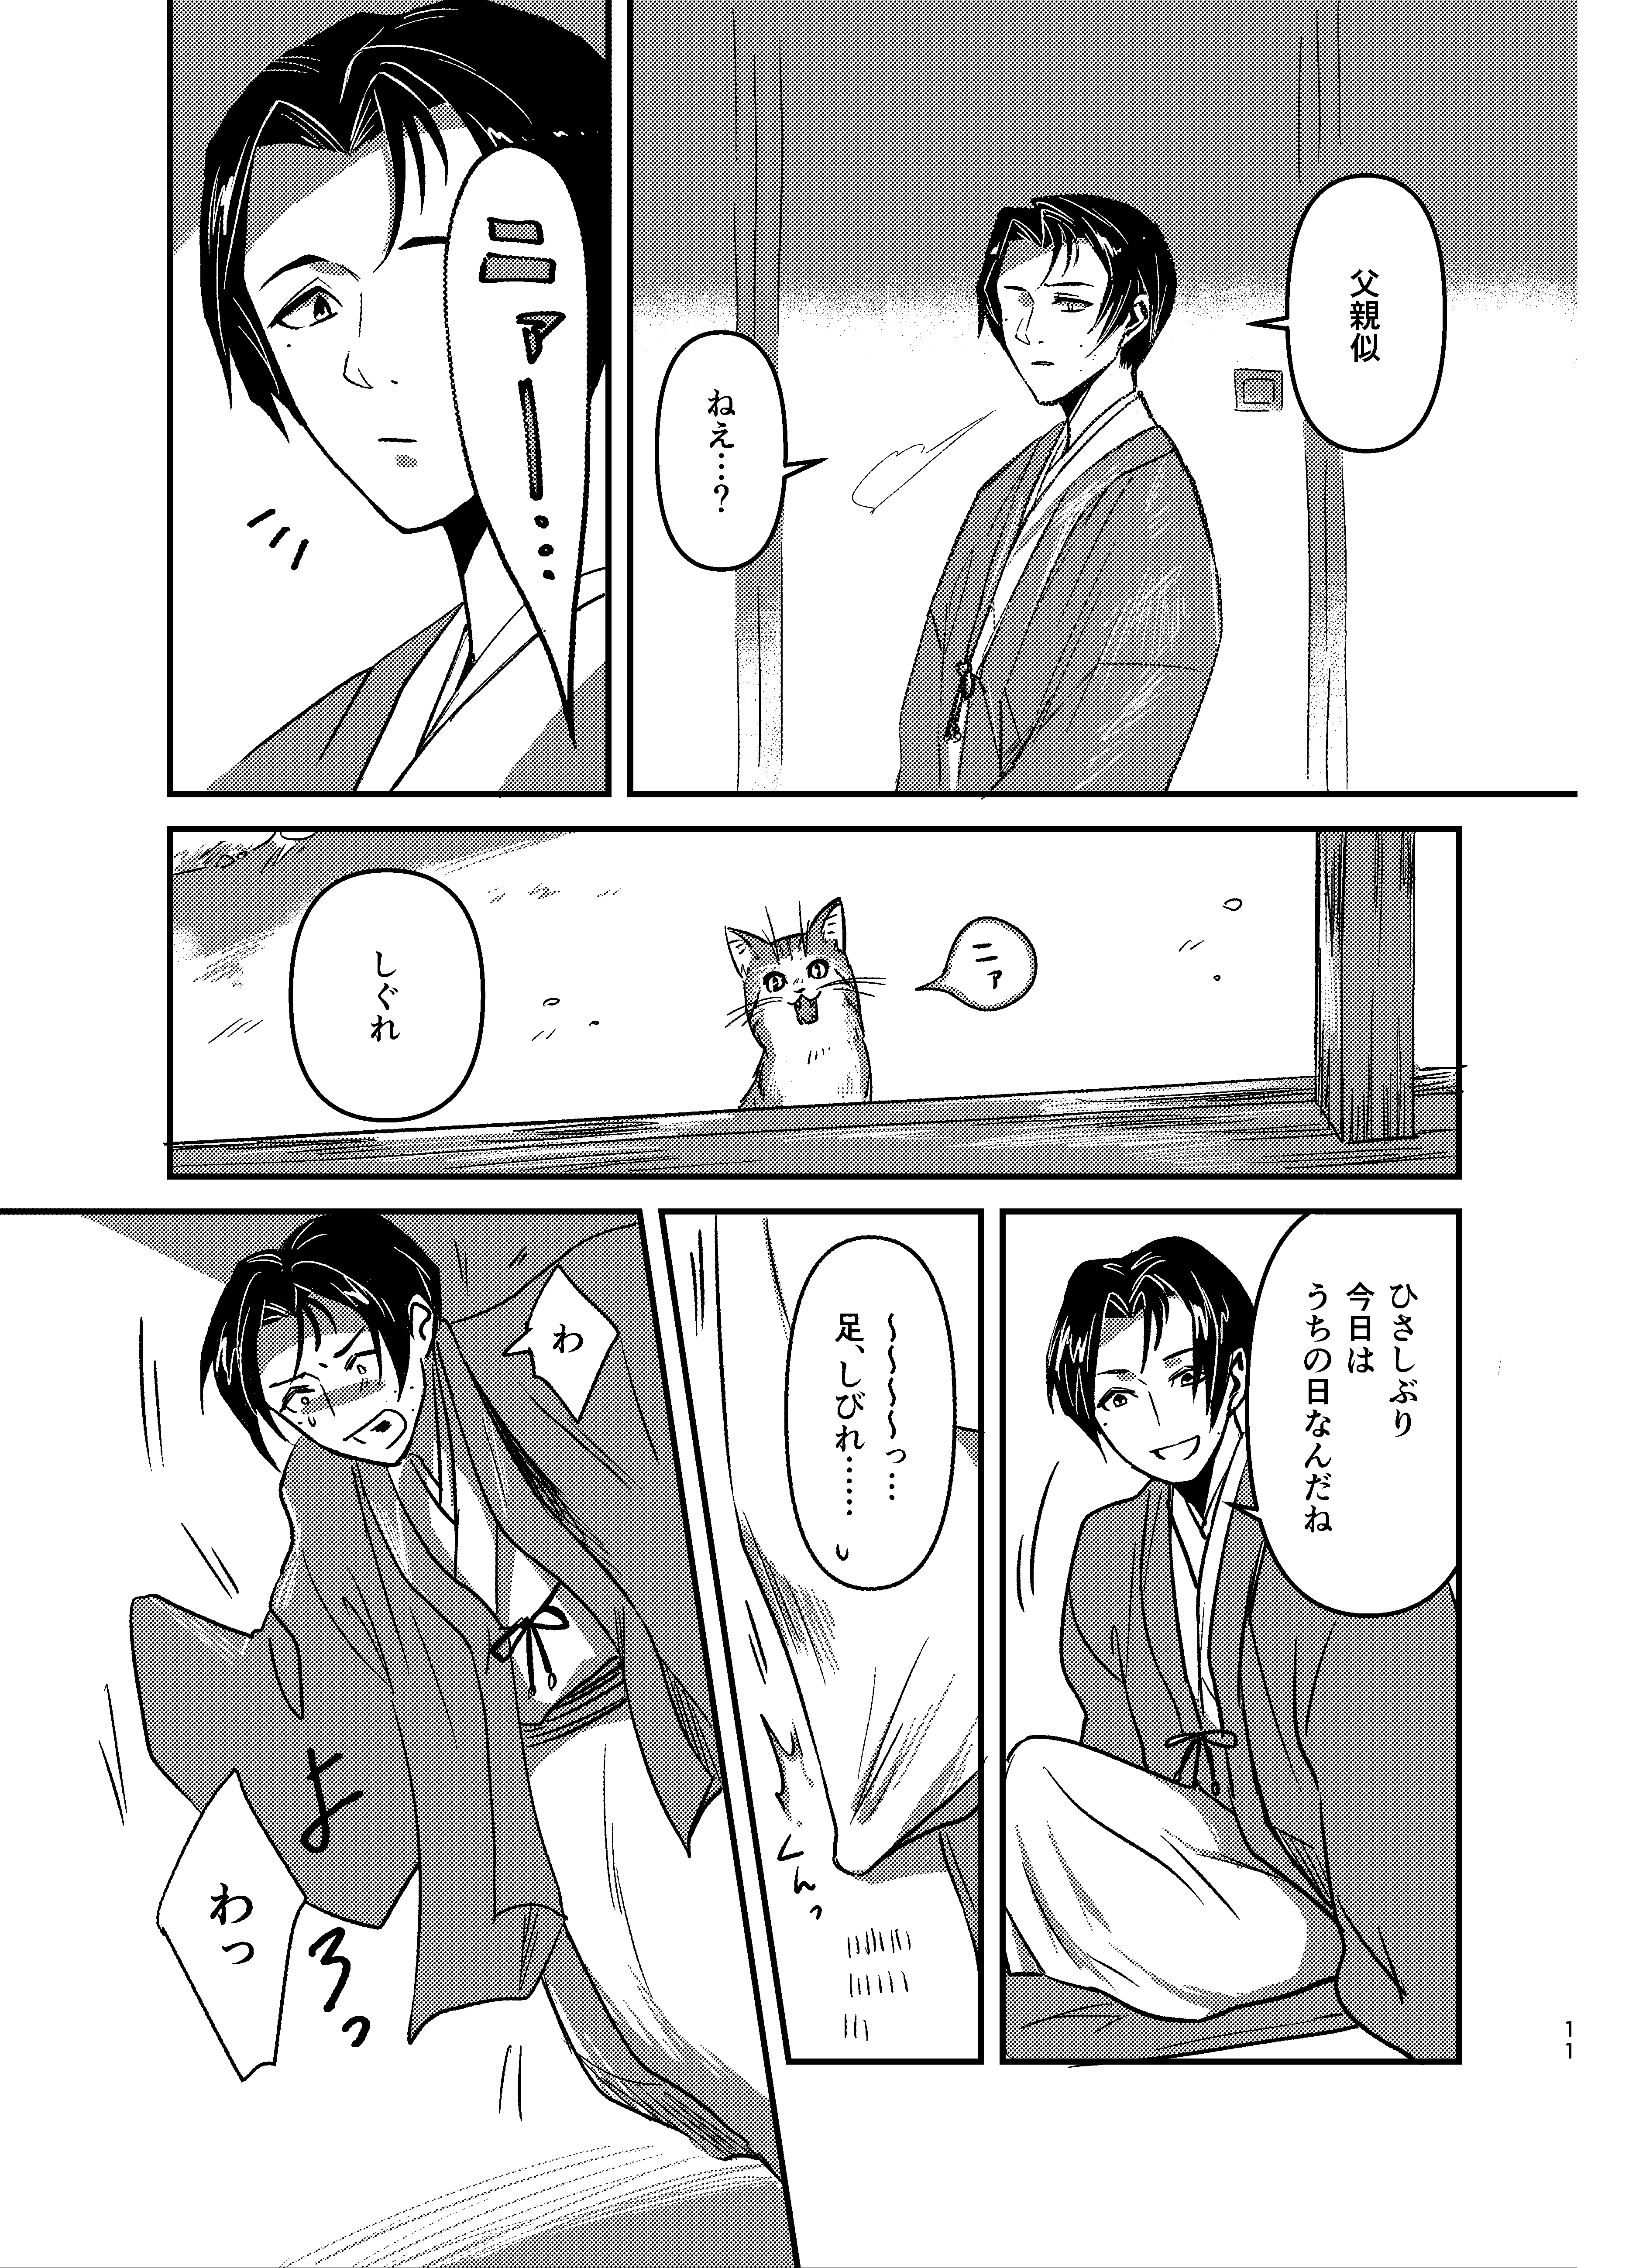 父親似
ねえ…?
ニァー…
ニァ
しぐれ
ひさしぶり
今日は
うちの日なんだね
～～～～っ…
足、しびれ……
くんっ
わ
よろっ
わっ
11